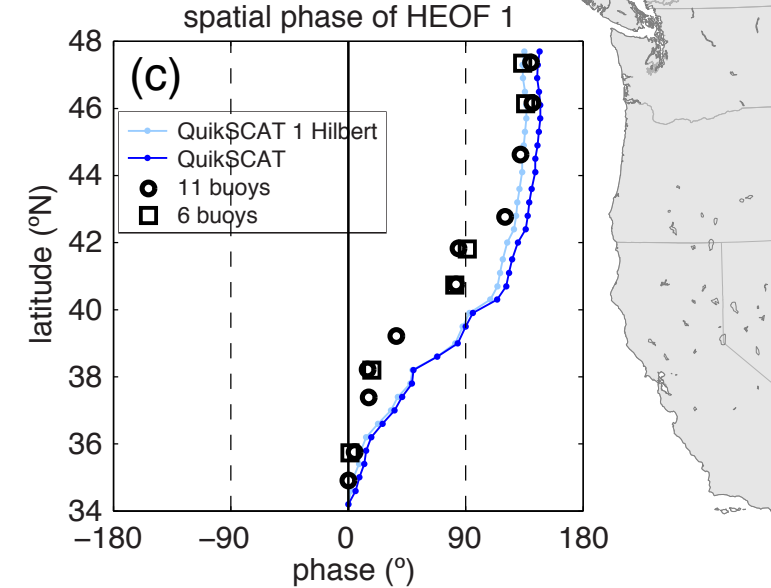 spatial phase of HEOF 1
(c)
QuikSCAT 1 Hilbert
QuikSCAT
11 buoys
6 buoys
latitude (ºN)
48
46
44
42
40
38
36
34
−180
−90
0
90
180
phase (º)